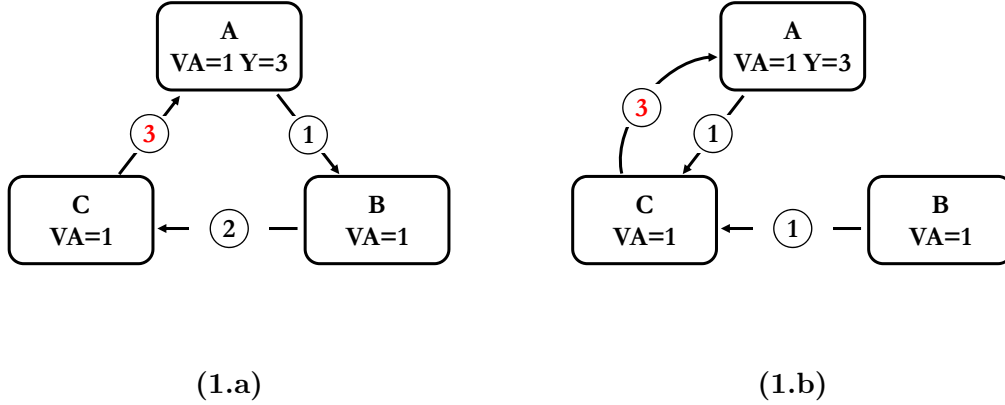 A
VA=1 Y=3
3
1
C
VA=1
2
B
VA=1
(1.a)
A
VA=1 Y=3
3
1
C
VA=1
1
B
VA=1
(1.b)